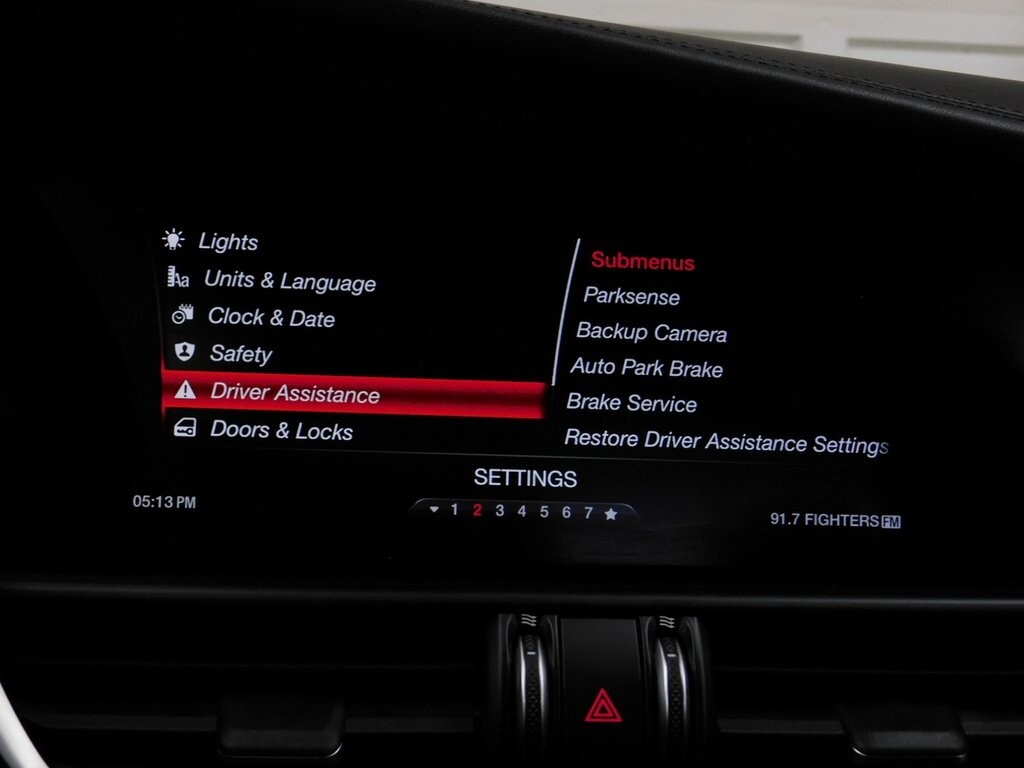 Lights
Units & Language
Clock & Date
Safety
Driver Assistance
Doors & Locks
Submenus
Parksense
Backup Camera
Auto Park Brake
Brake Service
Restore Driver Assistance Settings
SETTINGS
05:13 PM
1 2 3 4 5 6 7
91.7 FIGHTERS FM